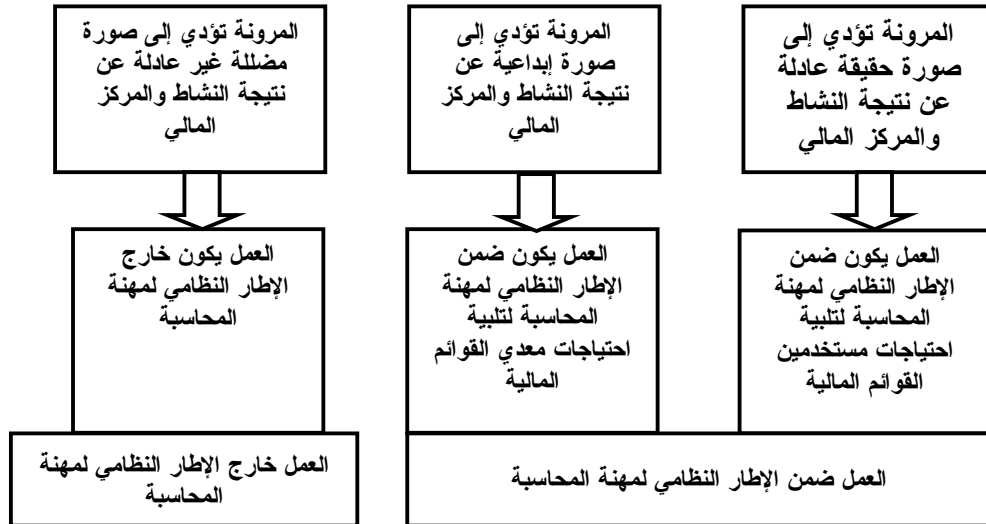 المرونة تؤدي إلى
صورة حقيقة عادلة
عن نتيجة النشاط
والمركز المالي
المرونة تؤدي إلى
صورة إبداعية عن
نتيجة النشاط والمركز
المالي
المرونة تؤدي إلى صورة
مضللة غير عادلة عن
نتيجة النشاط والمركز
المالي
العمل يكون ضمن
الإطار النظامي لمهنة
المحاسبة لتلبية
احتياجات مستخدمين
القوائم المالية
العمل يكون ضمن
الإطار النظامي لمهنة
المحاسبة لتلبية
احتياجات معدي القوائم
المالية
العمل يكون خارج
الإطار النظامي لمهنة
المحاسبة
العمل ضمن الإطار النظامي لمهنة المحاسبة
العمل خارج الإطار النظامي لمهنة
المحاسبة